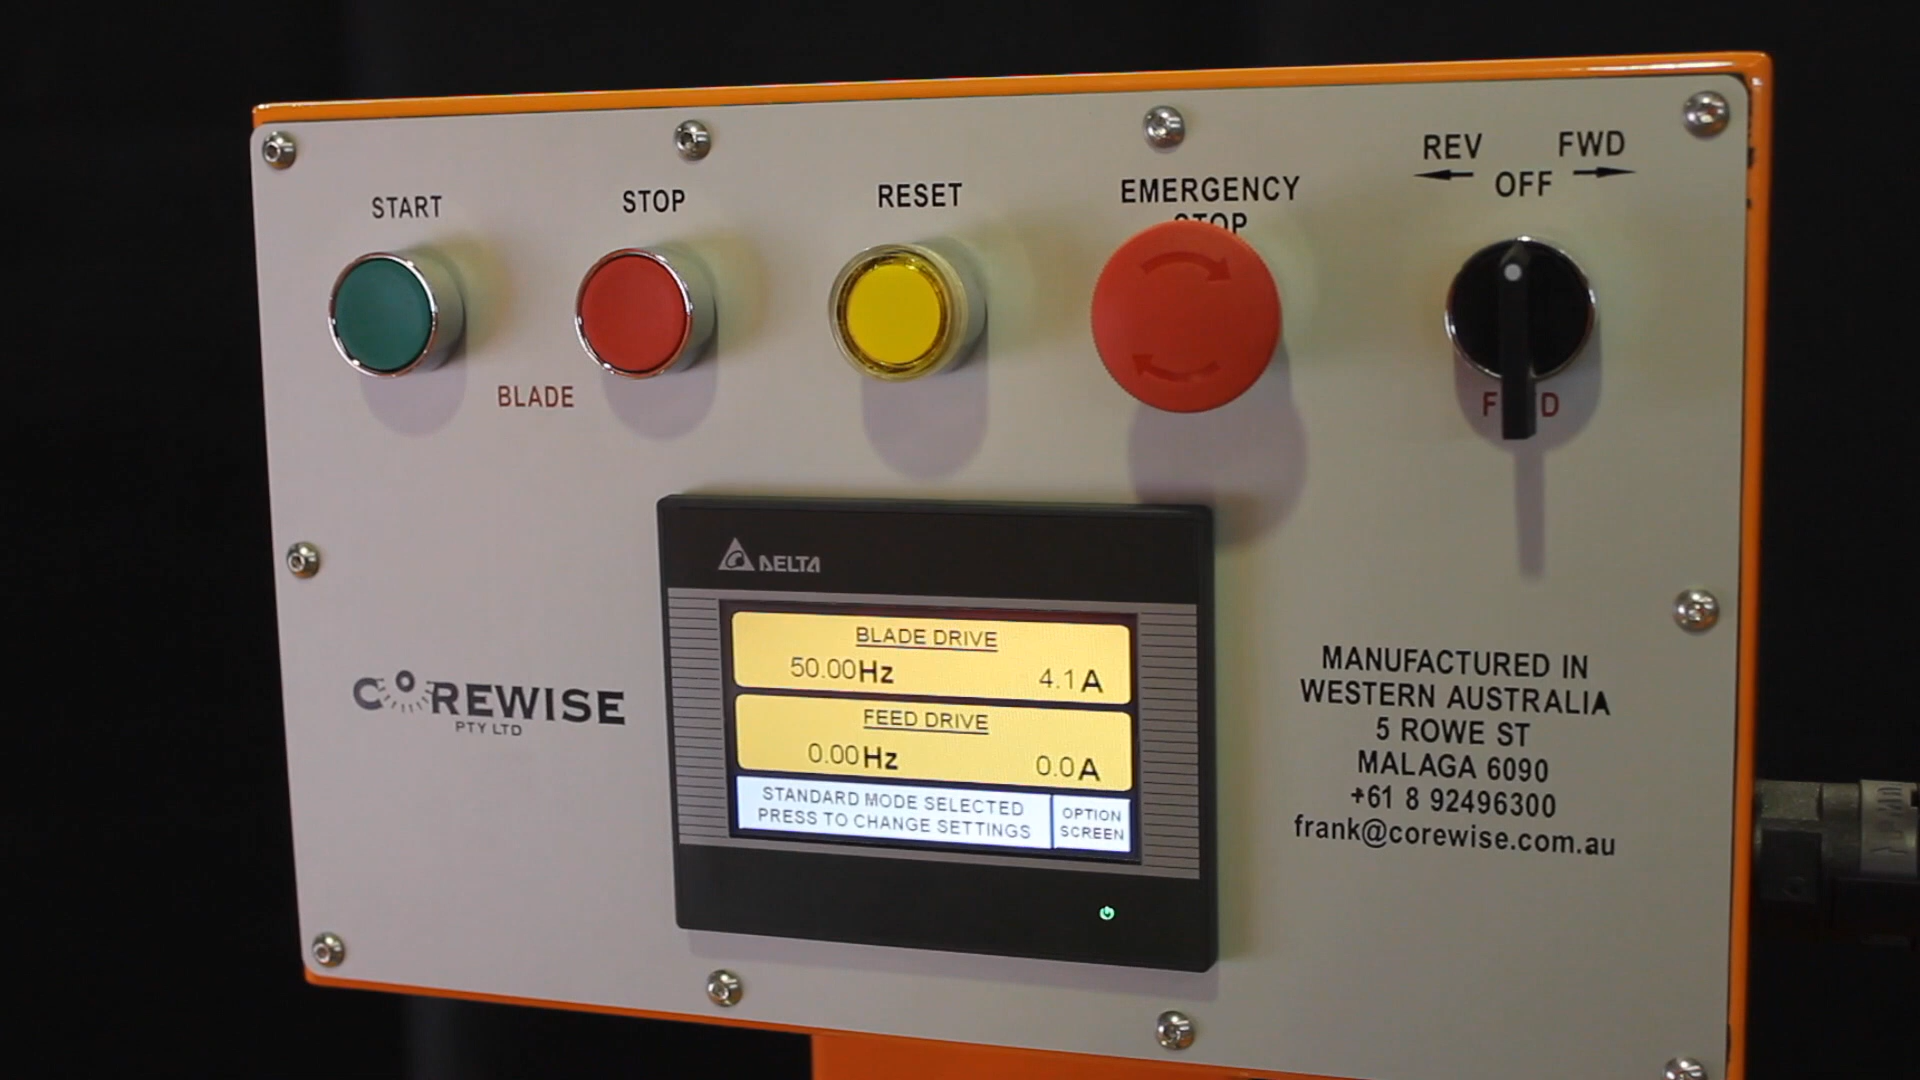 START
STOP
RESET
EMERGENCY
STOP
REV
FWD
OFF
BLADE
DELTA
BLADE DRIVE
50.00Hz
4.1A
FEED DRIVE
0.00Hz
0.0A
STANDARD MODE SELECTED
PRESS TO CHANGE SETTINGS
OPTION
SCREEN
COREWISE
PTY LTD
MANUFACTURED IN
WESTERN AUSTRALIA
5 ROWE ST
MALAGA 6090
+61 8 92496300
frank@corewise.com.au